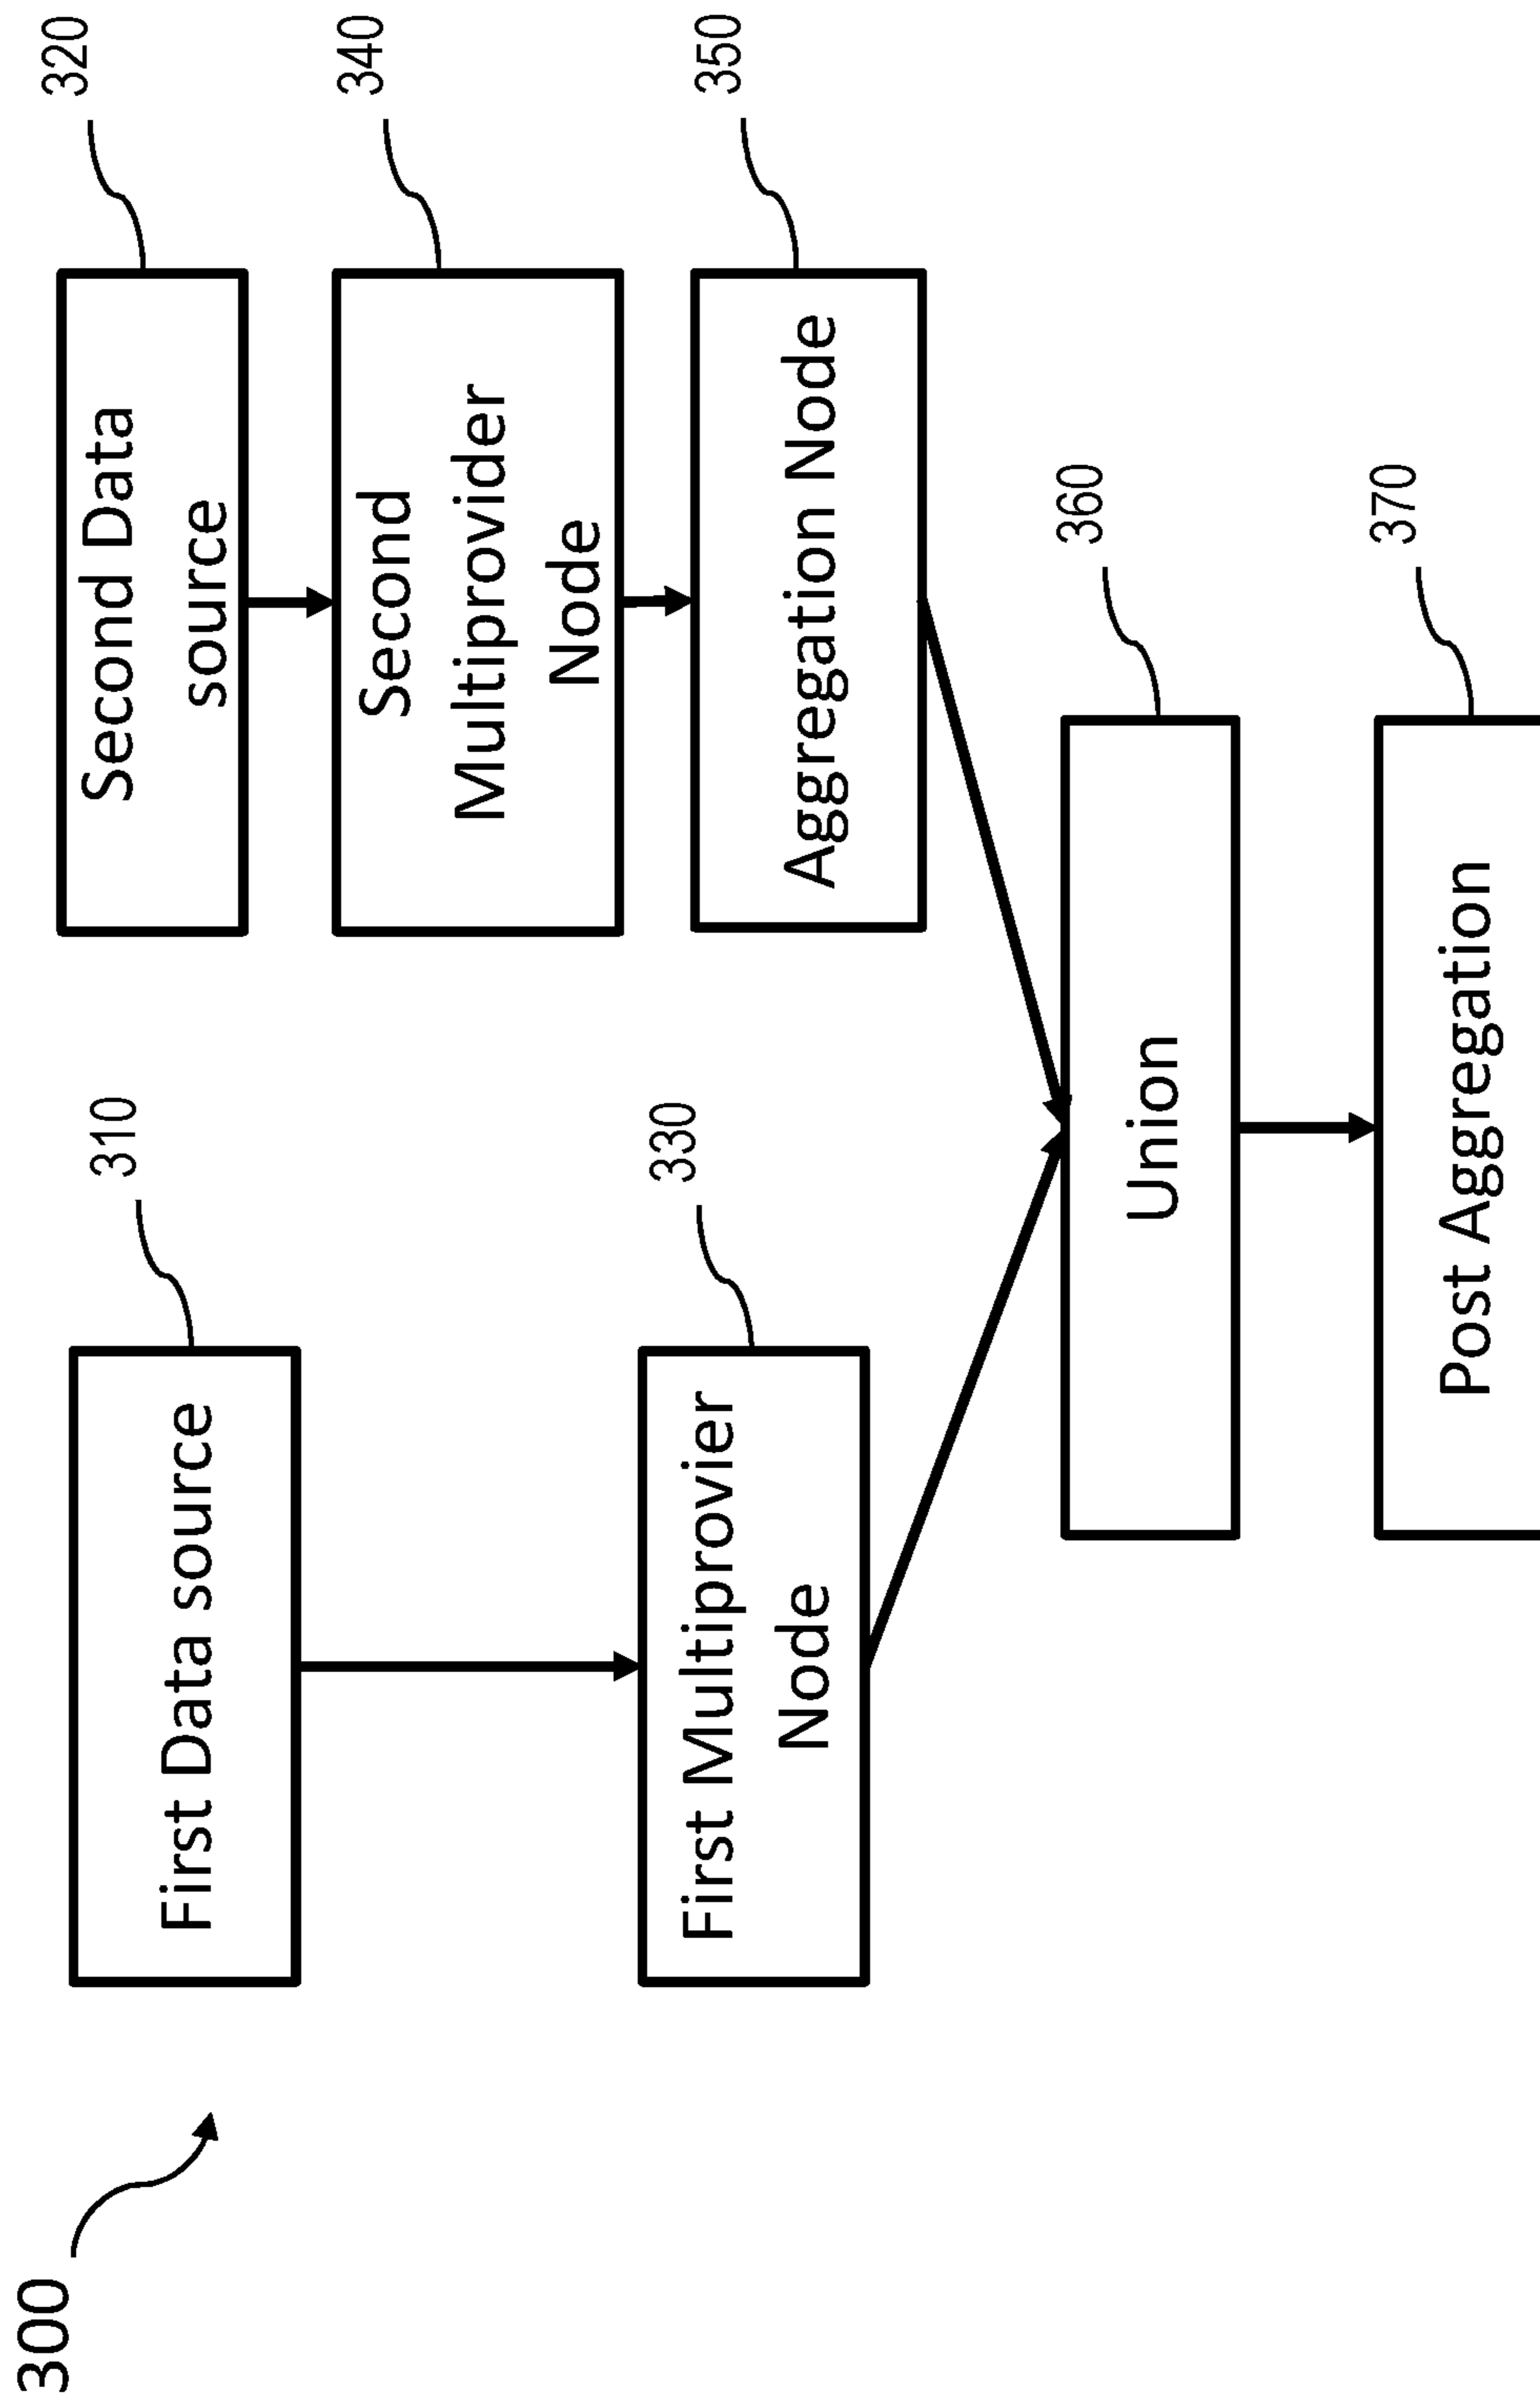 300
First Data source
310
Second Data
source
320
Second
Multiprovider
Node
340
First Multiprovier
Node
330
Aggregation Node
350
Union
360
Post Aggregation
370